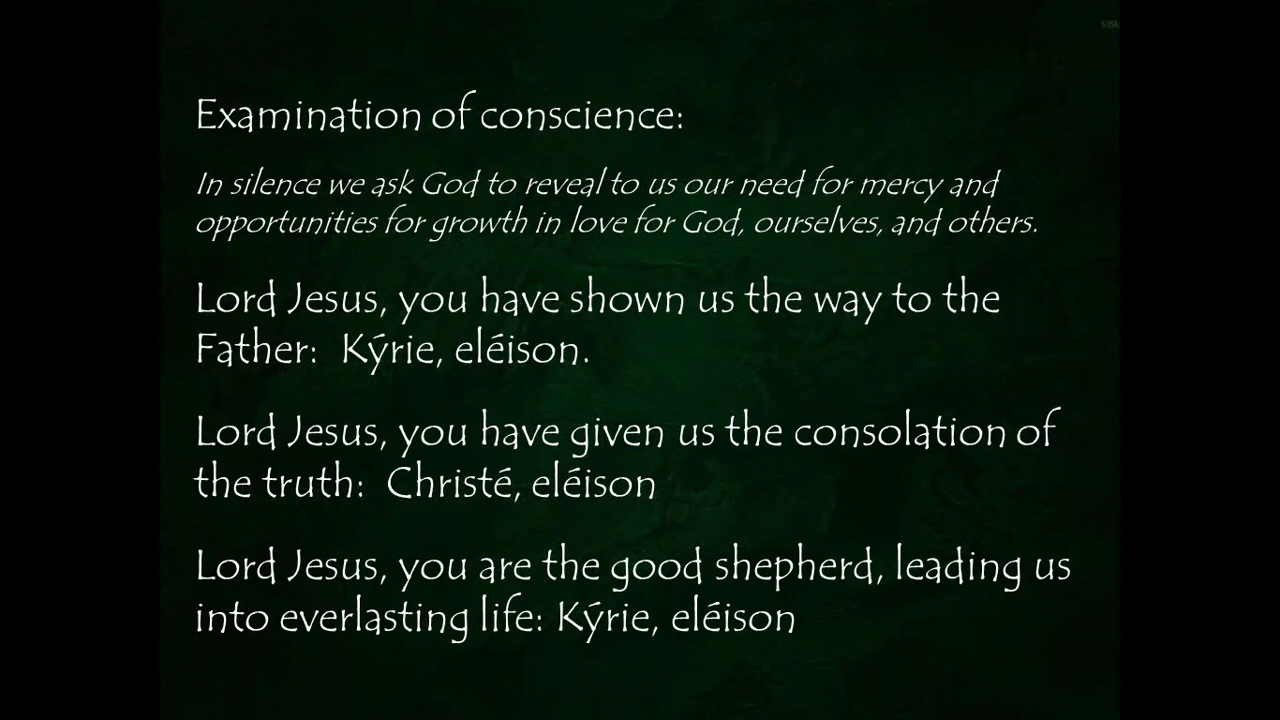 Examination of conscience:
In silence we ask God to reveal to us our need for mercy and
opportunities for growth in love for God, ourselves, and others.
Lord Jesus, you have shown us the way to the
Father:  Kýrie, eléison.
Lord Jesus, you have given us the consolation of
the truth:  Christé, eléison
Lord Jesus, you are the good shepherd, leading us
into everlasting life: Kýrie, eléison